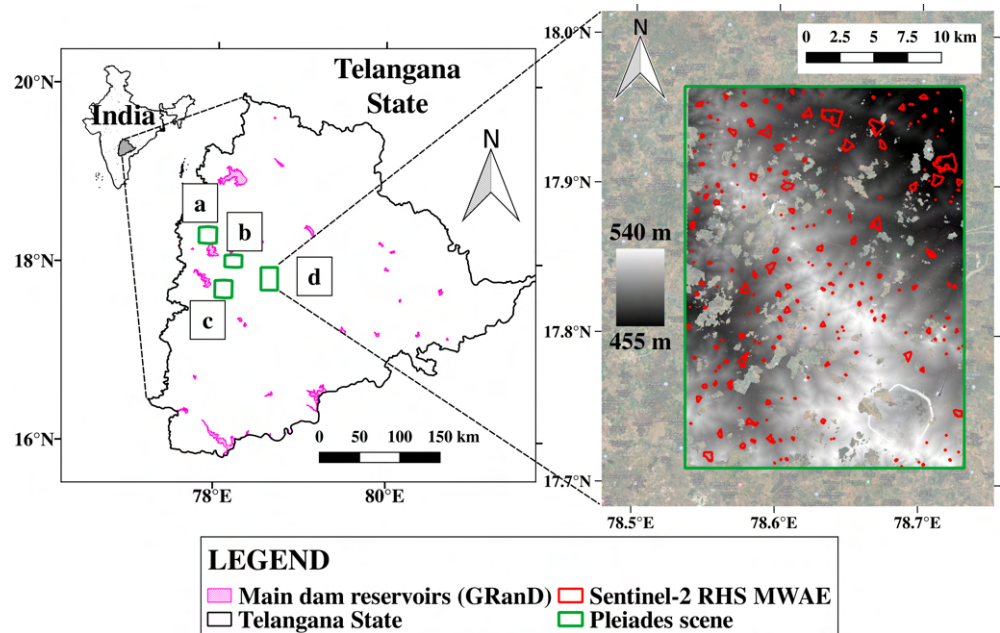 Telangana
State
India
N
a
b
c
d
20°N
18°N
16°N
78°E
80°E
0 50 100 150 km
0 2.5 5 7.5 10 km
N
18.0°N
17.9°N
17.8°N
17.7°N
540 m
455 m
78.5°E
78.6°E
78.7°E
LEGEND
Main dam reservoirs (GRanD)
Sentinel-2 RHS MWAE
Telangana State
Pleiades scene